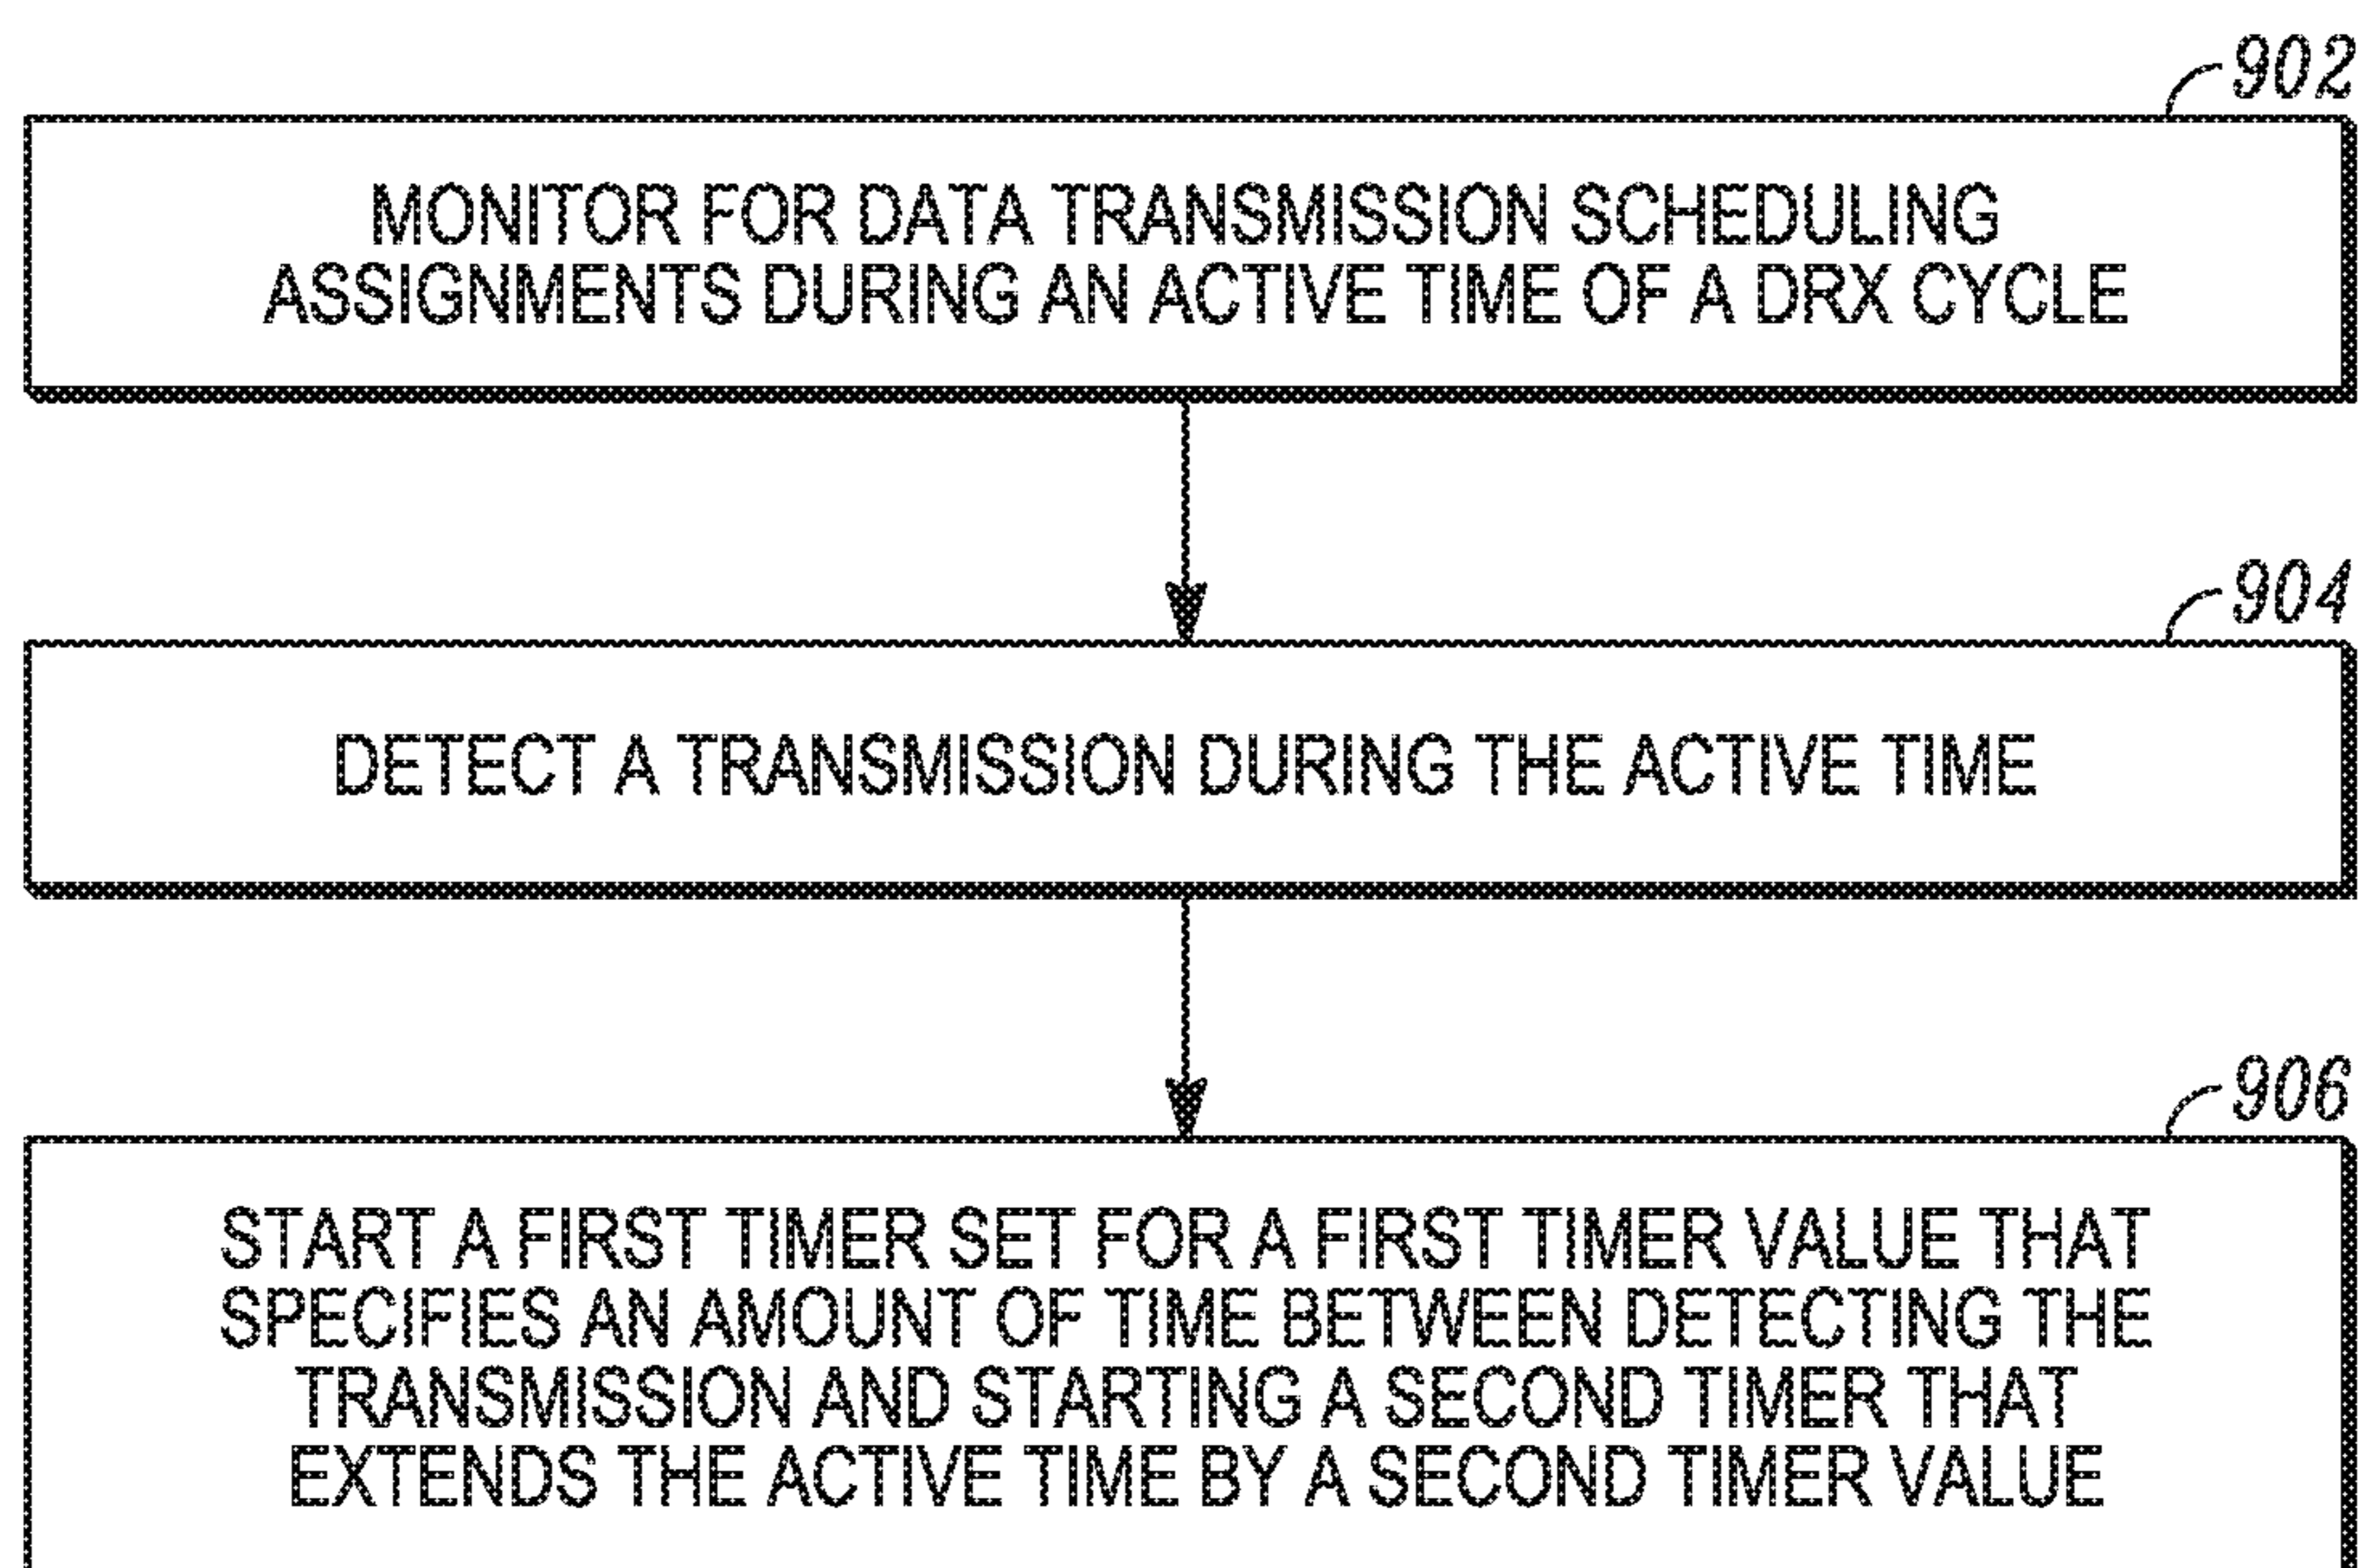 902
MONITOR FOR DATA TRANSMISSION SCHEDULING
ASSIGNMENTS DURING AN ACTIVE TIME OF A DRX CYCLE
904
DETECT A TRANSMISSION DURING THE ACTIVE TIME
906
START A FIRST TIMER SET FOR A FIRST TIMER VALUE THAT
SPECIFIES AN AMOUNT OF TIME BETWEEN DETECTING THE
TRANSMISSION AND STARTING A SECOND TIMER THAT
EXTENDS THE ACTIVE TIME BY A SECOND TIMER VALUE